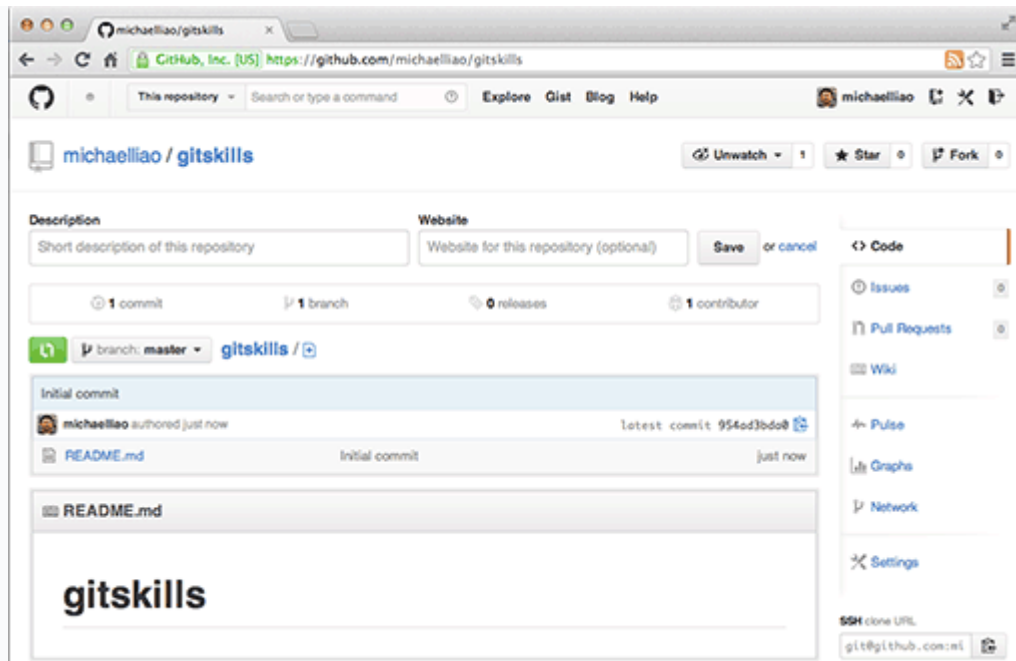 michaelliao/gitskills
GitHub, Inc. [US] https://github.com/michaelliao/gitskills
This repository Search or type a command Explore Gist Blog Help michaelliao
michaelliao / gitskills Unwatch 1 Star 0 Fork 0
Description Website
Short description of this repository Website for this repository (optional) Save or cancel
1 commit 1 branch 0 releases 1 contributor
branch: master gitskills /
Initial commit
michaelliao authored just now latest commit 954ad3bda0
README.md Initial commit just now
README.md
gitskills
Code
Issues 0
Pull Requests 0
Wiki
Pulse
Graphs
Network
Settings
SSH clone URL
git@github.com:mi